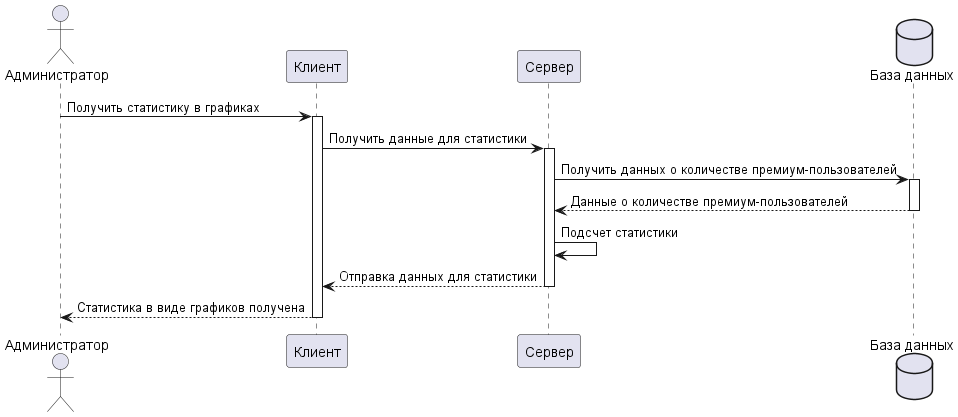 Администратор
Клиент
Сервер
База данных
Получить статистику в графиках
Получить данные для статистики
Получить данных о количестве премиум-пользователей
Данные о количестве премиум-пользователей
Подсчет статистики
Отправка данных для статистики
Статистика в виде графиков получена
Администратор
Клиент
Сервер
База данных